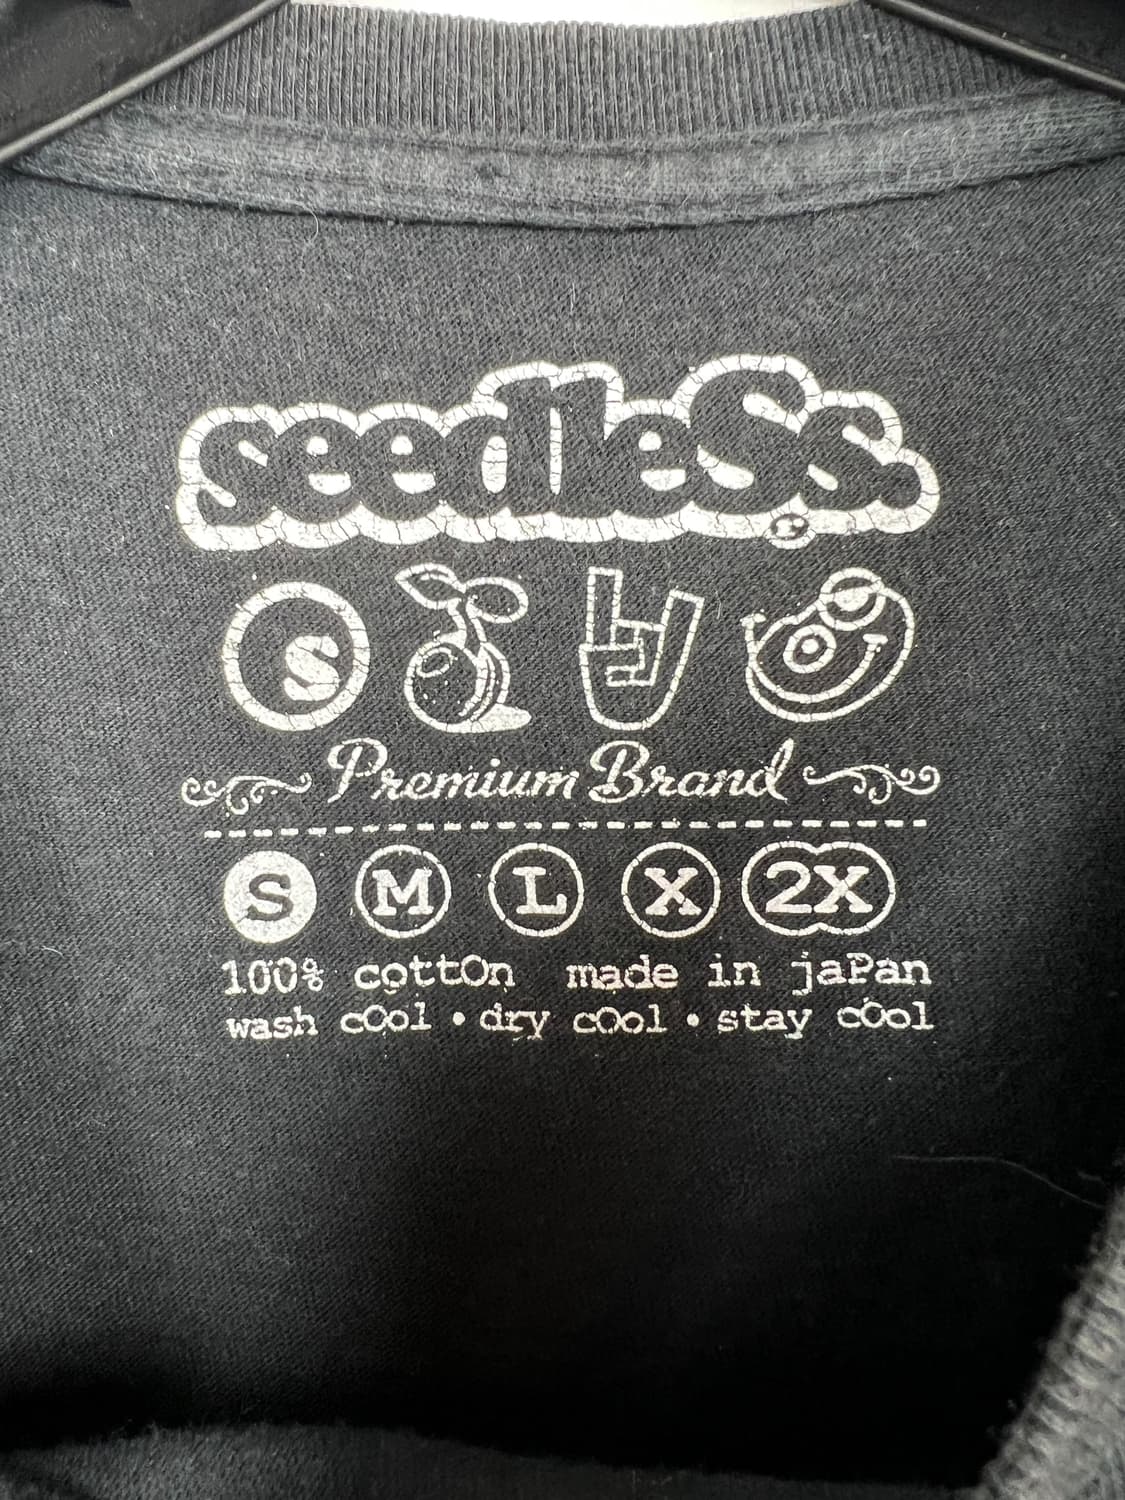 seedleSs.
s
Premium Brand
S M L X 2X
100% cottOn made in jaPan
wash cOol • dry cOol • stay cOol